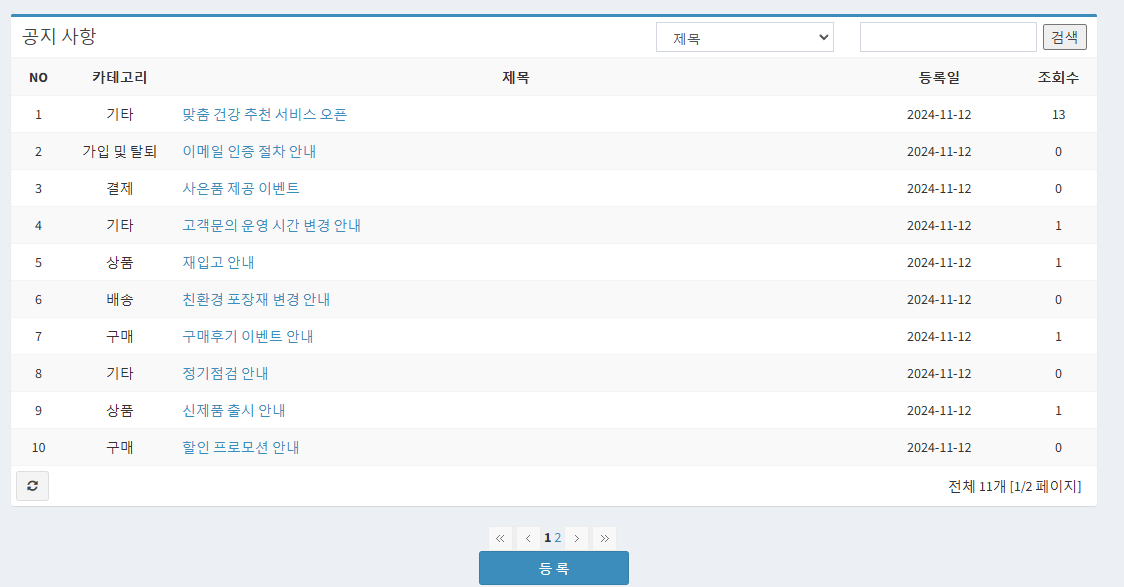 공지 사항 제목 검색
NO 카테고리 제목 등록일 조회수
1 기타 맞춤 건강 추천 서비스 오픈 2024-11-12 13
2 가입 및 탈퇴 이메일 인증 절차 안내 2024-11-12 0
3 결제 사은품 제공 이벤트 2024-11-12 0
4 기타 고객문의 운영 시간 변경 안내 2024-11-12 1
5 상품 재입고 안내 2024-11-12 1
6 배송 친환경 포장재 변경 안내 2024-11-12 0
7 구매 구매후기 이벤트 안내 2024-11-12 1
8 기타 정기점검 안내 2024-11-12 0
9 상품 신제품 출시 안내 2024-11-12 1
10 구매 할인 프로모션 안내 2024-11-12 0
전체 11개 [1/2 페이지]
« ‹ 1 2 › »
등 록